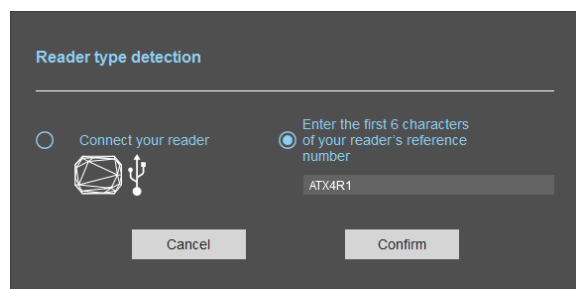 Reader type detection
Connect your reader
Enter the first 6 characters
of your reader's reference
number
ATX4R1
Cancel
Confirm